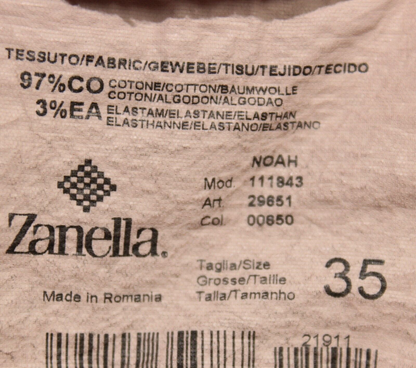 TESSUTO/FABRIC/GEWEBE/TISU/TEJIDO/TECIDO
97%CO COTONE/COTTON/BAUMWOLLE
COTON/ALGODON/ALGODAO
3%EA ELASTAM/ELASTANE/ELASTHAN
ELASTHANNE/ELASTANO/ELASTANO
NOAH
Mod. 111843
Art. 29651
Col. 00650
Zanella®
Taglia/Size
Grosse/Taille
Talla/Tamanho
35
Made in Romania
21911